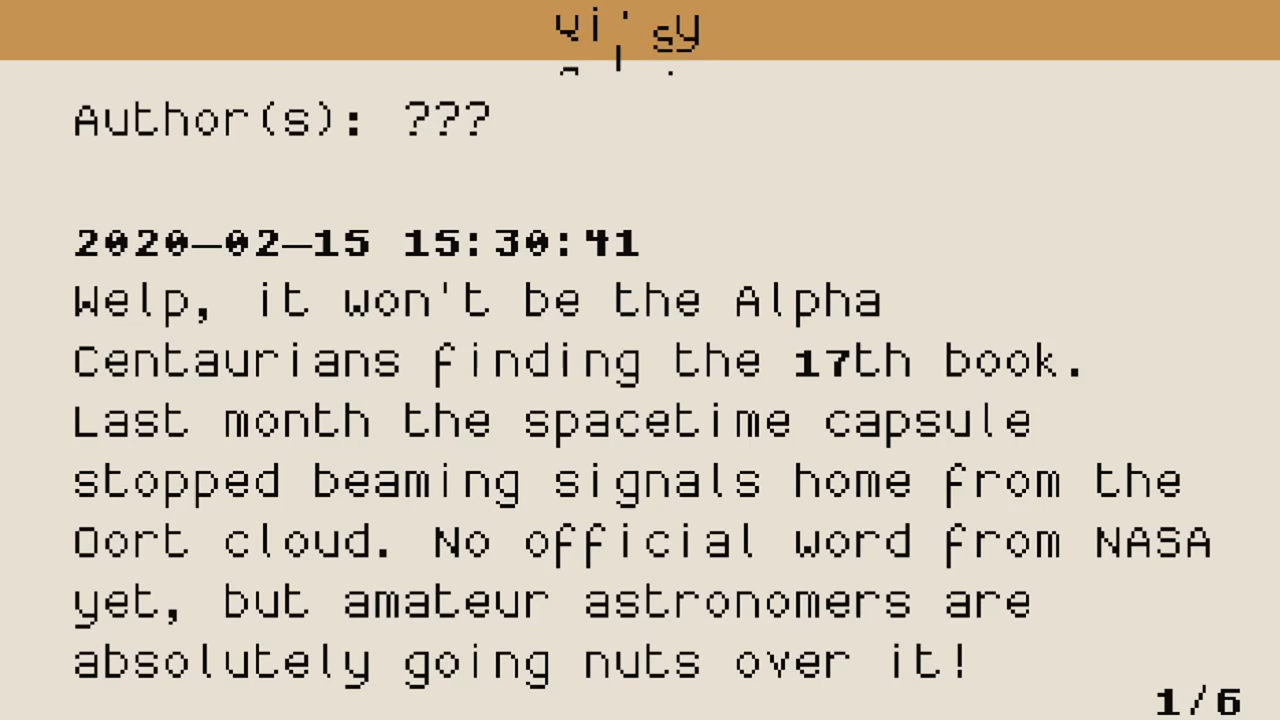 Author(s): ???
2020—02—15 15:30:41
Welp, it won't be the Alpha
Centaurians finding the 17th book.
Last month the spacetime capsule
stopped beaming signals home from the
Oort cloud. No official word from NASA
yet, but amateur astronomers are
absolutely going nuts over it!
1/6